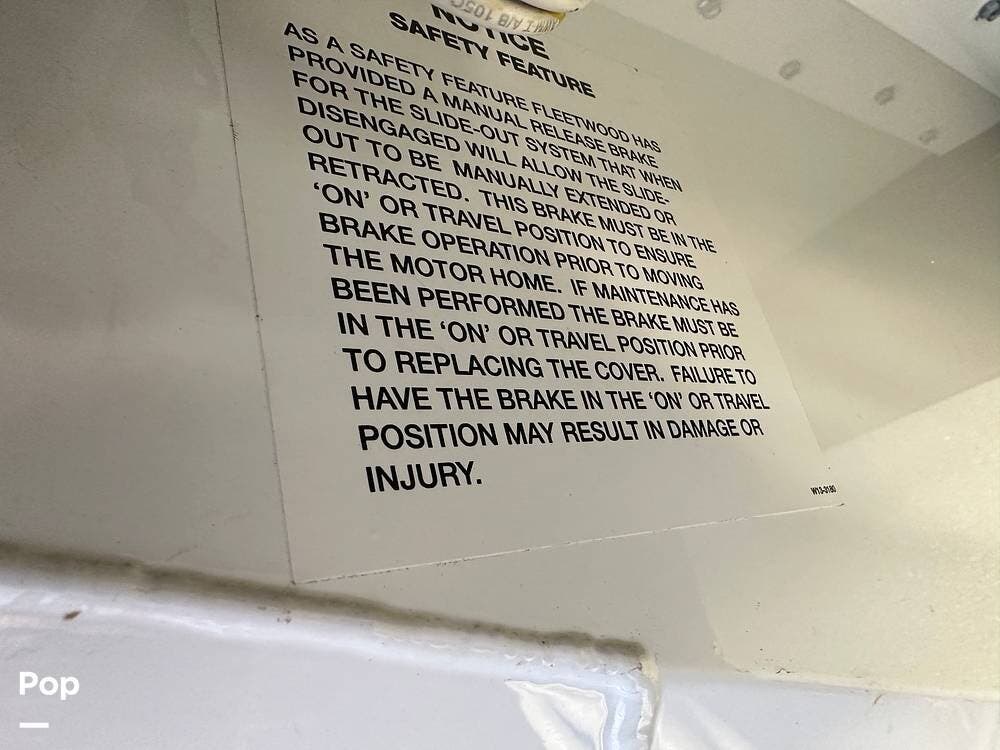 NOTICE
SAFETY FEATURE
AS A SAFETY FEATURE FLEETWOOD HAS
PROVIDED A MANUAL RELEASE BRAKE
FOR THE SLIDE-OUT SYSTEM THAT WHEN
DISENGAGED WILL ALLOW THE SLIDE-
OUT TO BE MANUALLY EXTENDED OR
RETRACTED. THIS BRAKE MUST BE IN THE
‘ON’ OR TRAVEL POSITION TO ENSURE
BRAKE OPERATION PRIOR TO MOVING
THE MOTOR HOME. IF MAINTENANCE HAS
BEEN PERFORMED THE BRAKE MUST BE
IN THE ‘ON’ OR TRAVEL POSITION PRIOR
TO REPLACING THE COVER. FAILURE TO
HAVE THE BRAKE IN THE ‘ON’ OR TRAVEL
POSITION MAY RESULT IN DAMAGE OR
INJURY.
W13-3180
Pop